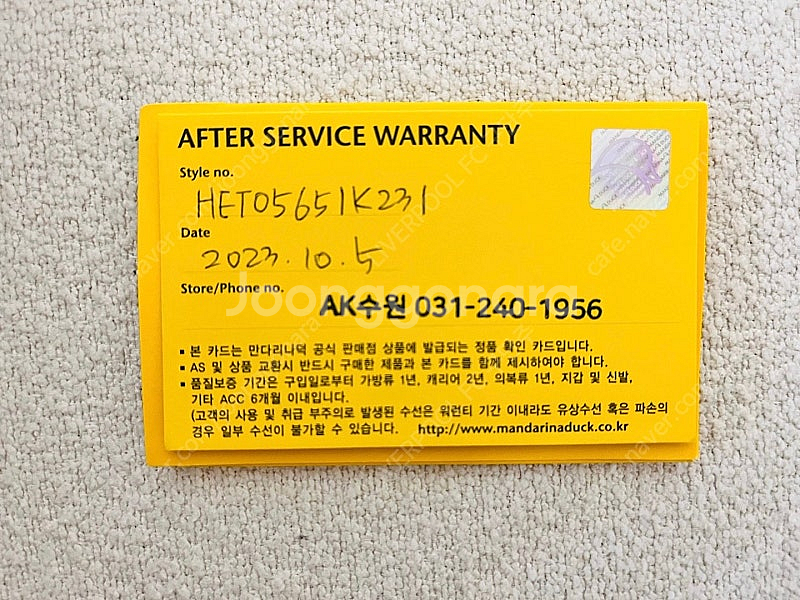 AFTER SERVICE WARRANTY
Style no.
HET05651K231
Date
2023.10.5
Store/Phone no.
AK수원 031-240-1956
Joonggonara
▪ 본 카드는 만다리나덕 공식 판매점 상품에 발급되는 정품 확인 카드입니다.
▪ AS 및 상품 교환시 반드시 구매한 제품과 본 카드를 함께 제시하여야 합니다.
▪ 품질보증 기간은 구입일로부터 가방류 1년, 캐리어 2년, 의복류 1년, 지갑 및 신발,
기타 ACC 6개월 이내입니다.
(고객의 사용 및 취급 부주의로 발생된 수선은 워런티 기간 이내라도 유상수선 혹은 파손의
경우 일부 수선이 불가할 수 있습니다. http://www.mandarinaduck.co.kr